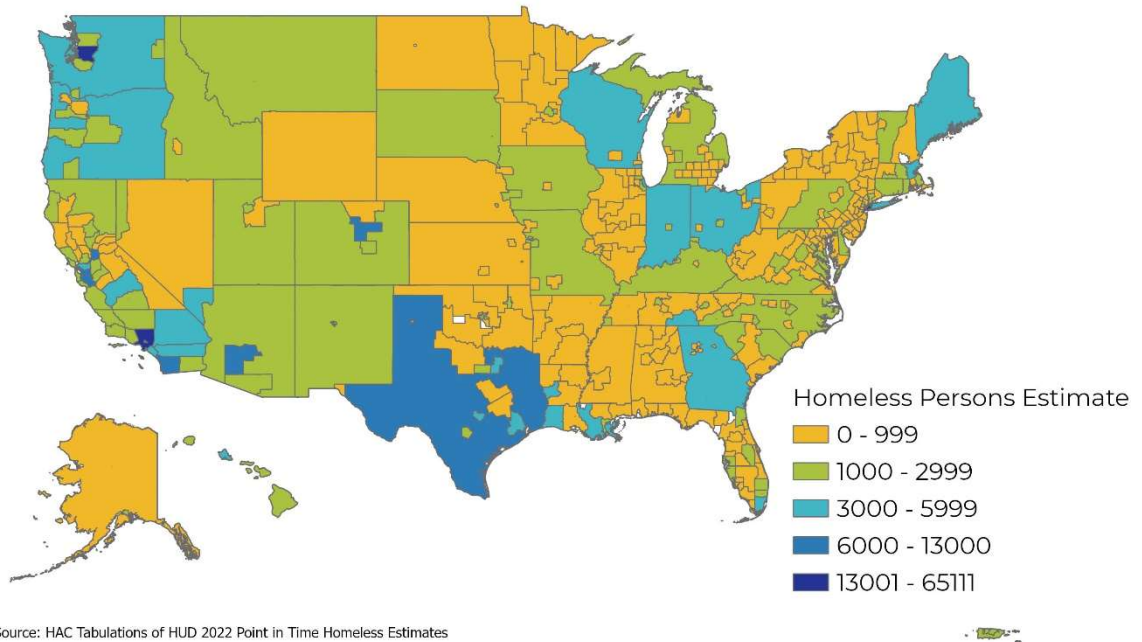 Homeless Persons Estimate
0 - 999
1000 - 2999
3000 - 5999
6000 - 13000
13001 - 65111
Source: HAC Tabulations of HUD 2022 Point in Time Homeless Estimates